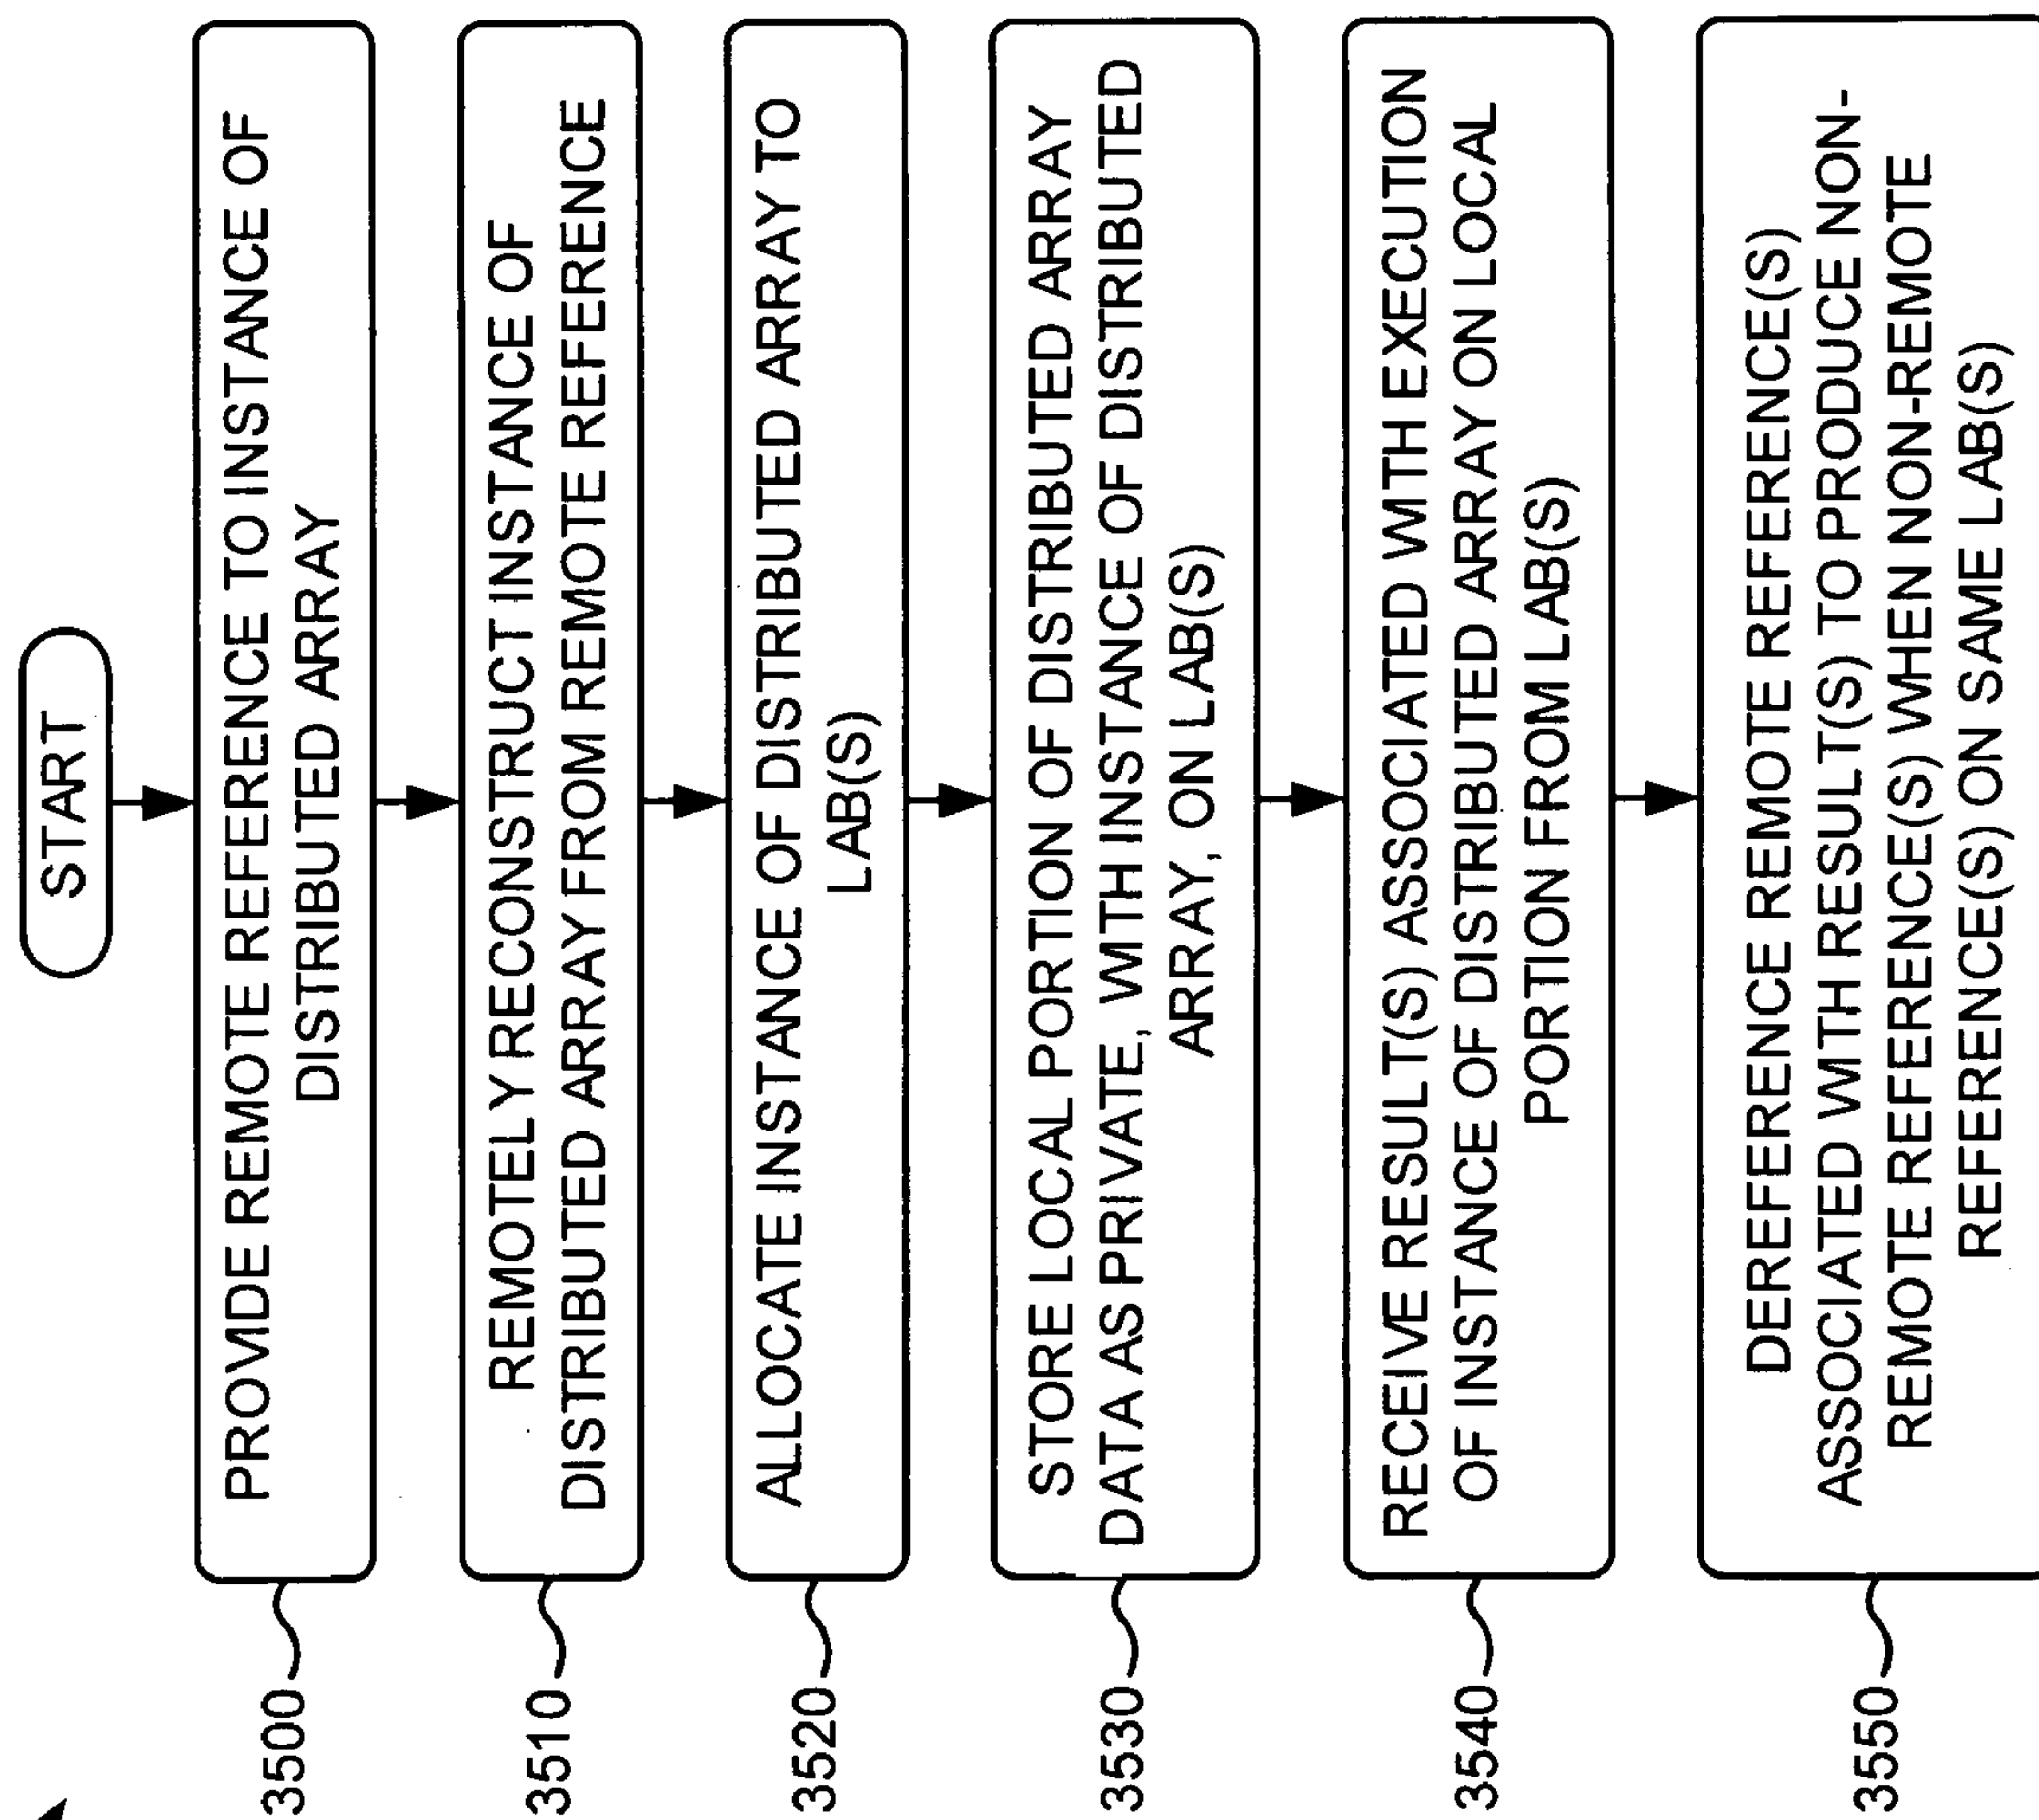 START
3500
PROVIDE REMOTE REFERENCE TO INSTANCE OF
DISTRIBUTED ARRAY
3510
REMOTELY RECONSTRUCT INSTANCE OF
DISTRIBUTED ARRAY FROM REMOTE REFERENCE
3520
ALLOCATE INSTANCE OF DISTRIBUTED ARRAY TO
LAB(S)
3530
STORE LOCAL PORTION OF DISTRIBUTED ARRAY
DATA AS PRIVATE, WITH INSTANCE OF DISTRIBUTED
ARRAY, ON LAB(S)
3540
RECEIVE RESULT(S) ASSOCIATED WITH EXECUTION
OF INSTANCE OF DISTRIBUTED ARRAY ON LOCAL
PORTION FROM LAB(S)
3550
DEREFERENCE REMOTE REFERENCE(S)
ASSOCIATED WITH RESULT(S) TO PRODUCE NON-
REMOTE REFERENCE(S) WHEN NON-REMOTE
REFERENCE(S) ON SAME LAB(S)